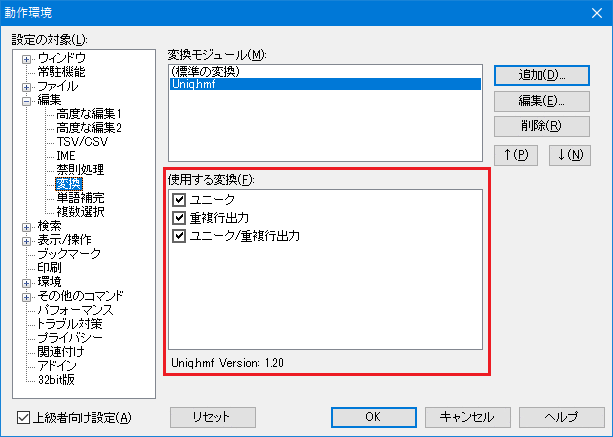 動作環境
設定の対象(L):
ウィンドウ
常駐機能
ファイル
編集
高度な編集1
高度な編集2
TSV/CSV
IME
禁則処理
変換
単語補完
複数選択
検索
表示/操作
ブックマーク
印刷
環境
その他のコマンド
パフォーマンス
トラブル対策
プライバシー
関連付け
アドイン
32bit版
変換モジュール(M):
(標準の変換)
Uniq.hmf
追加(D)...
編集(E)...
削除(R)
↑(P)
↓(N)
使用する変換(F):
ユニーク
重複行出力
ユニーク/重複行出力
Uniq.hmf Version: 1.20
上級者向け設定(A)
リセット
OK
キャンセル
ヘルプ